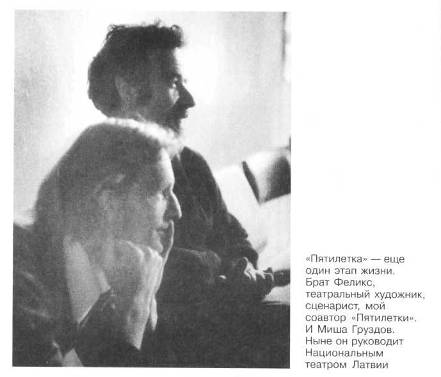 «Пятилетка» — еще
один этап жизни.
Брат Феликс,
театральный художник,
сценарист, мой
соавтор «Пятилетки».
И Миша Груздов.
Ныне он руководит
Национальным
театром Латвии